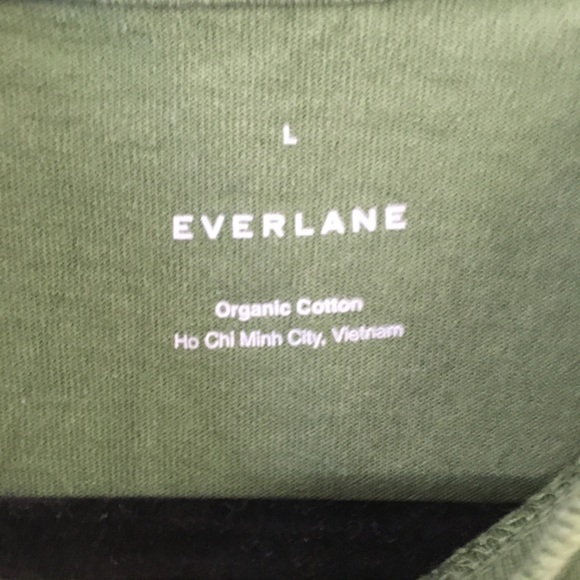 L
EVERLANE
Organic Cotton
Ho Chi Minh City, Vietnam